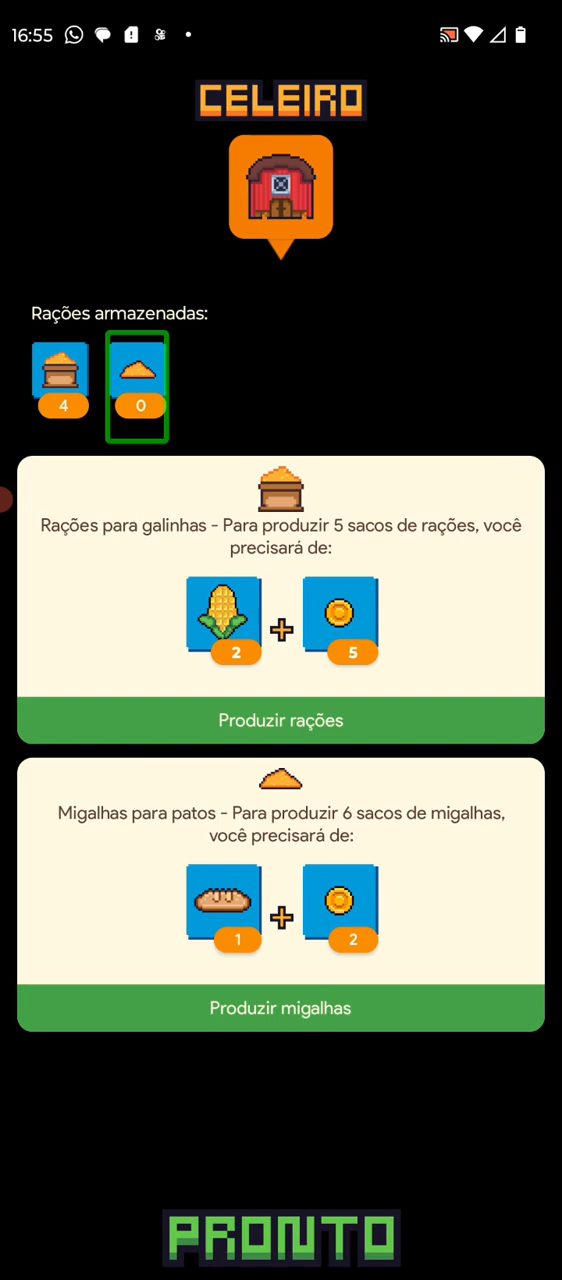 16:55
CELEIRO
Rações armazenadas:
4
0
Rações para galinhas - Para produzir 5 sacos de rações, você
precisará de:
2
5
Produzir rações
Migalhas para patos - Para produzir 6 sacos de migalhas,
você precisará de:
1
2
Produzir migalhas
PRONTO